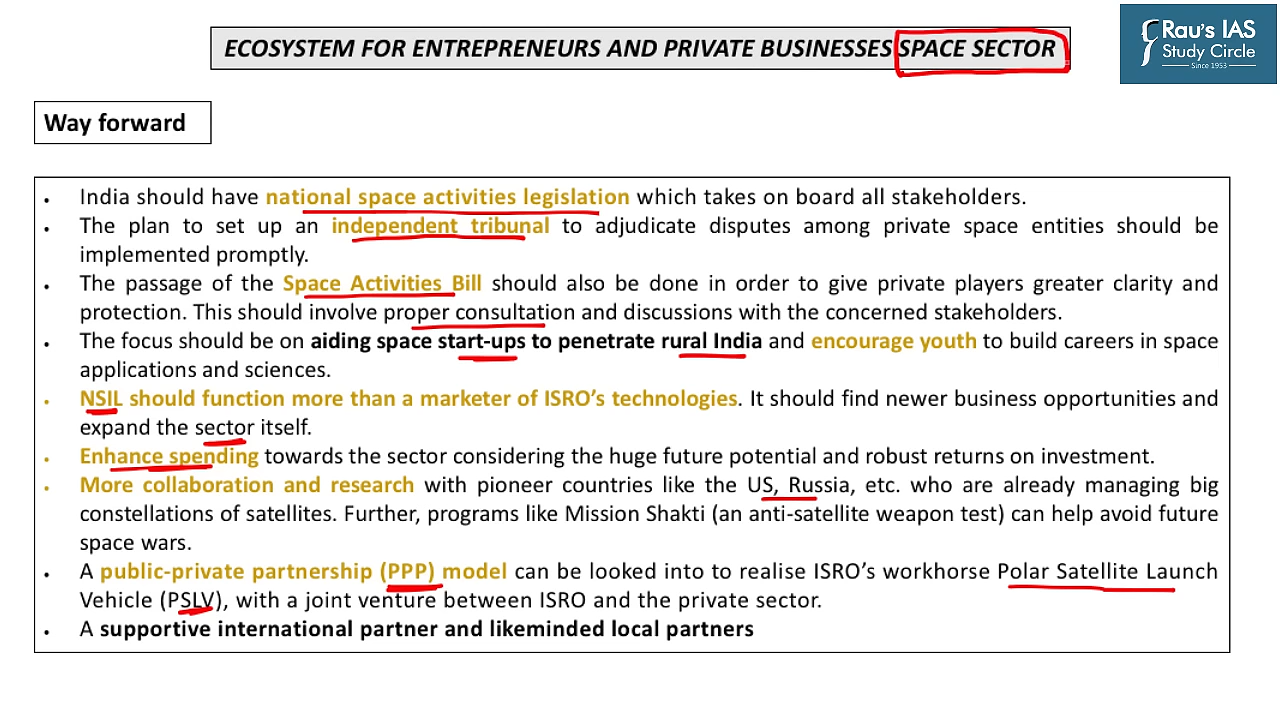 ECOSYSTEM FOR ENTREPRENEURS AND PRIVATE BUSINESSES SPACE SECTOR
Rau's IAS
Study Circle
Since 1953
Way forward
• India should have national space activities legislation which takes on board all stakeholders.
• The plan to set up an independent tribunal to adjudicate disputes among private space entities should be
implemented promptly.
• The passage of the Space Activities Bill should also be done in order to give private players greater clarity and
protection. This should involve proper consultation and discussions with the concerned stakeholders.
• The focus should be on aiding space start-ups to penetrate rural India and encourage youth to build careers in space
applications and sciences.
• NSIL should function more than a marketer of ISRO’s technologies. It should find newer business opportunities and
expand the sector itself.
• Enhance spending towards the sector considering the huge future potential and robust returns on investment.
• More collaboration and research with pioneer countries like the US, Russia, etc. who are already managing big
constellations of satellites. Further, programs like Mission Shakti (an anti-satellite weapon test) can help avoid future
space wars.
• A public-private partnership (PPP) model can be looked into to realise ISRO’s workhorse Polar Satellite Launch
Vehicle (PSLV), with a joint venture between ISRO and the private sector.
• A supportive international partner and likeminded local partners